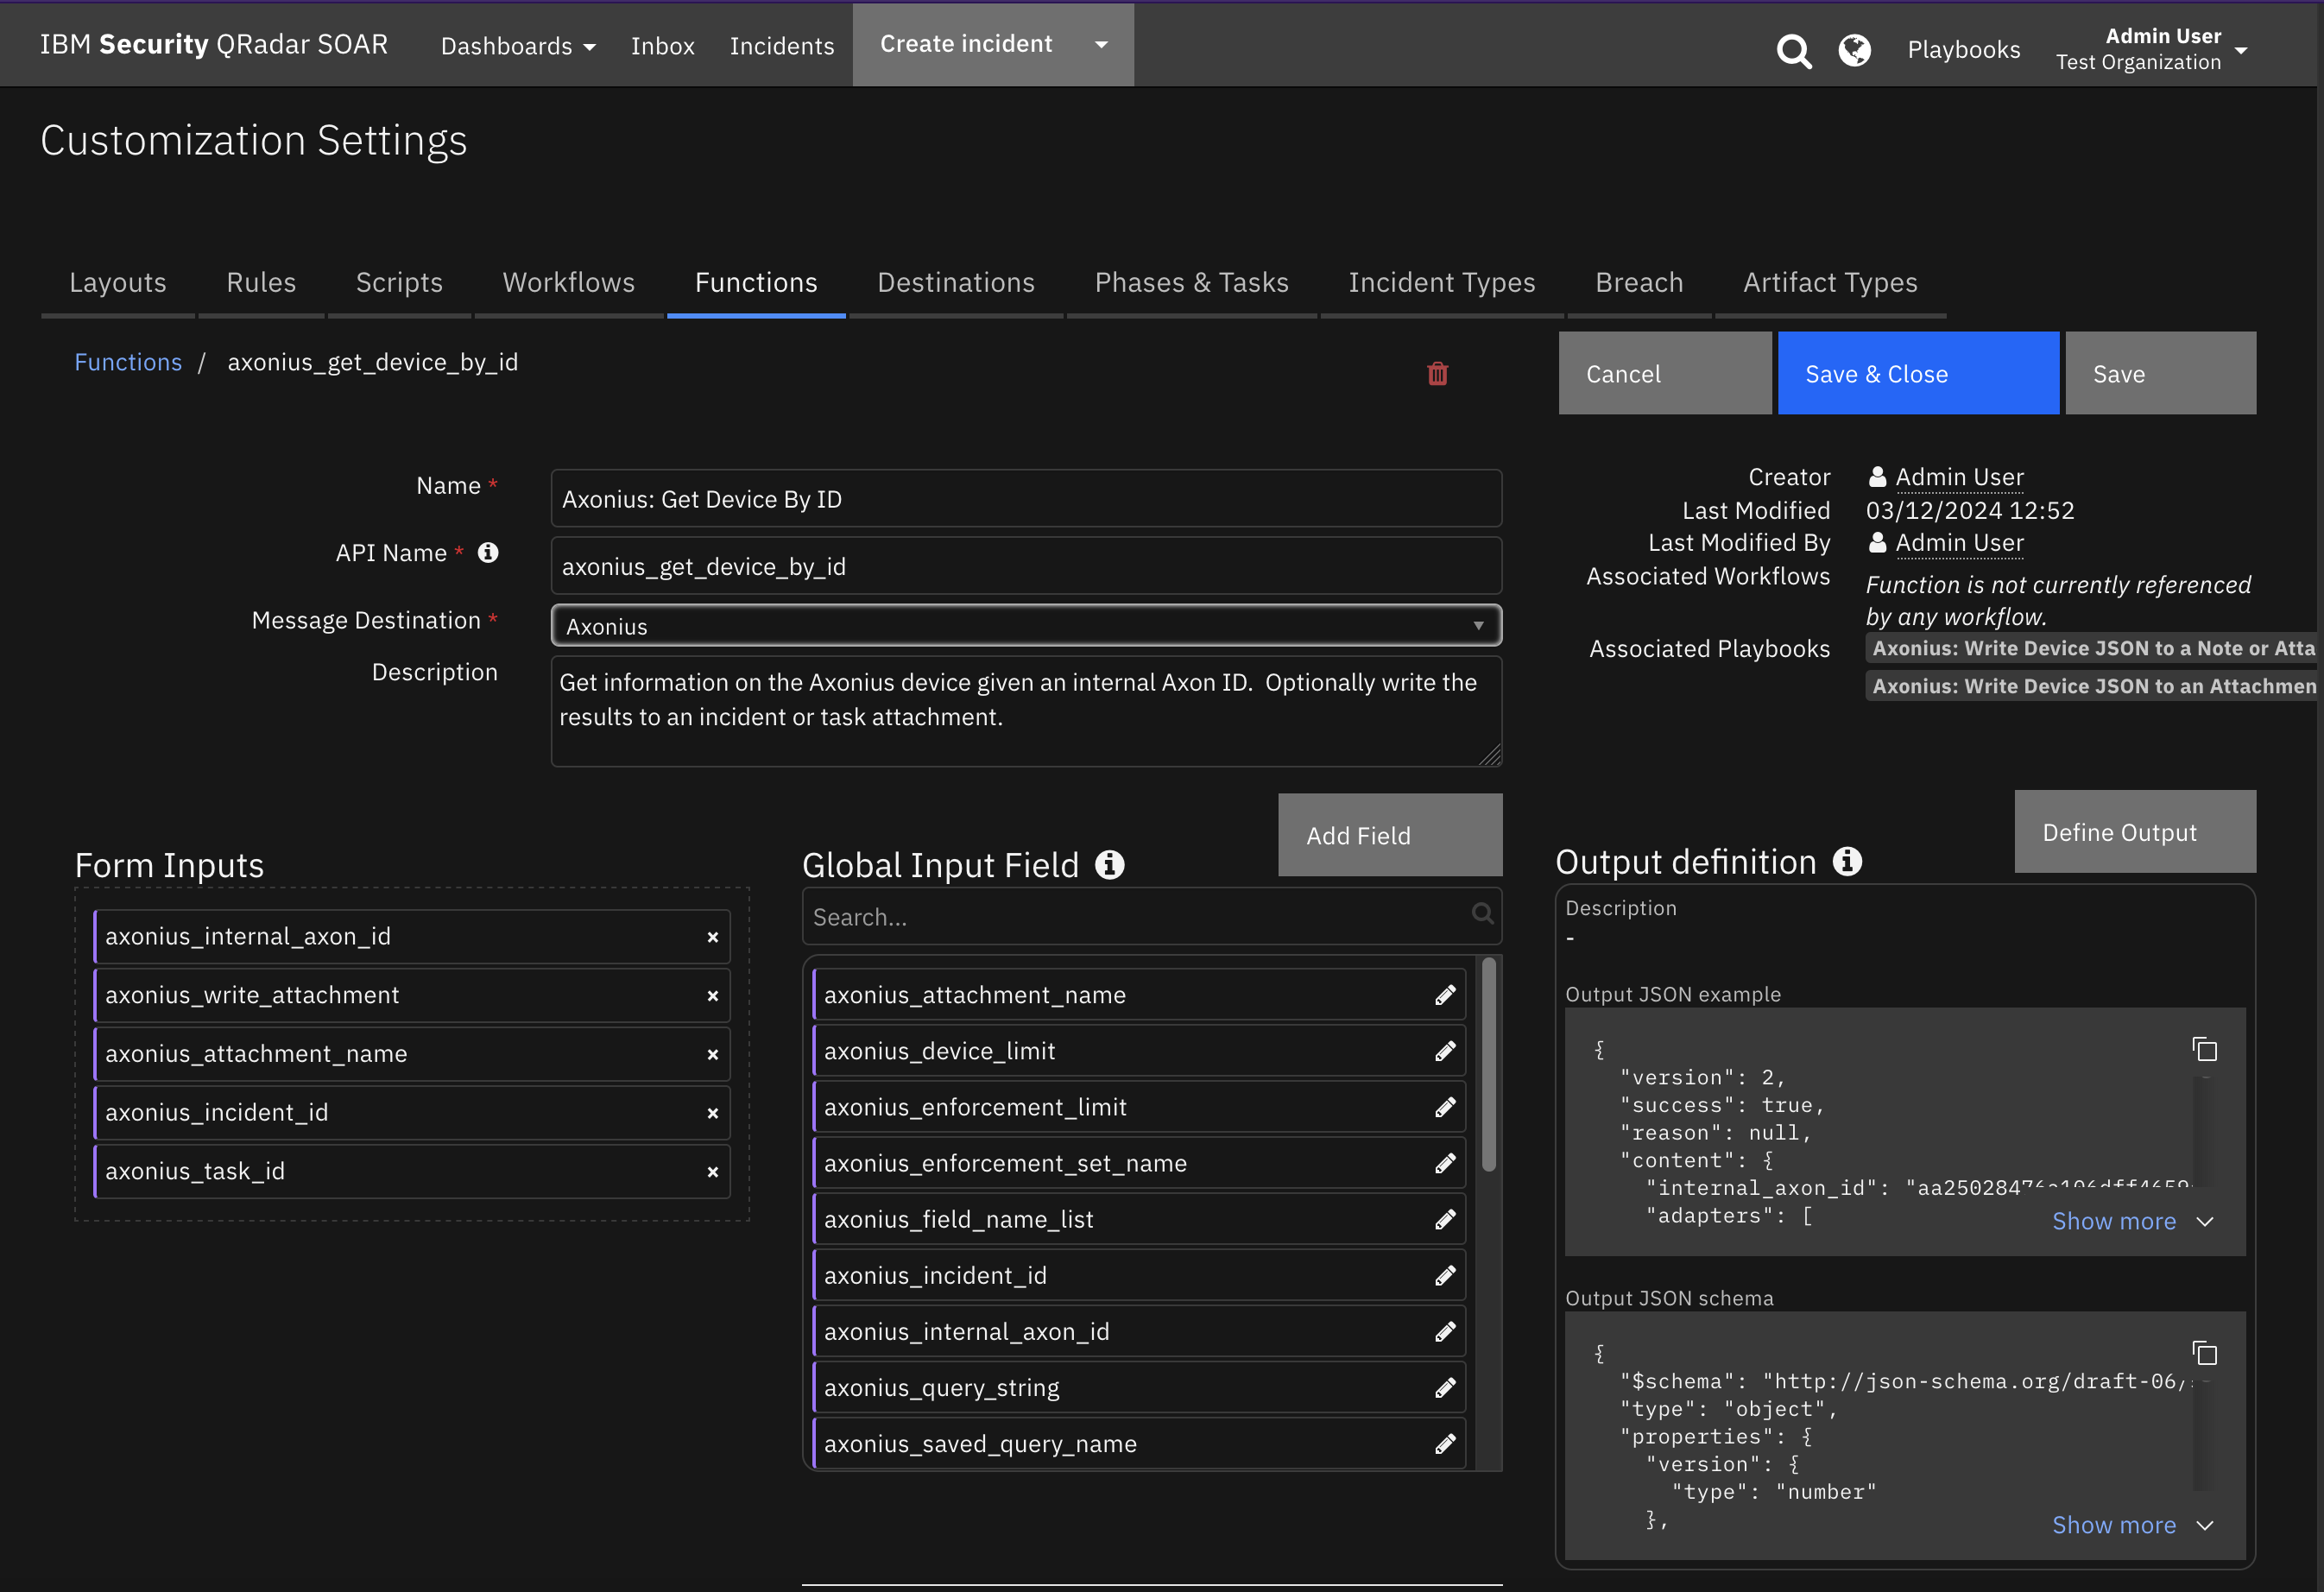 IBM Security QRadar SOAR
Dashboards
Inbox
Incidents
Create incident
Playbooks
Admin User
Test Organization
Customization Settings
Layouts
Rules
Scripts
Workflows
Functions
Destinations
Phases & Tasks
Incident Types
Breach
Artifact Types
Functions / axonius_get_device_by_id
Cancel
Save & Close
Save
Name *
Axonius: Get Device By ID
API Name *
axonius_get_device_by_id
Message Destination *
Axonius
Description
Get information on the Axonius device given an internal Axon ID.  Optionally write the
results to an incident or task attachment.
Creator
Admin User
Last Modified
03/12/2024 12:52
Last Modified By
Admin User
Associated Workflows
Function is not currently referenced
by any workflow.
Associated Playbooks
Axonius: Write Device JSON to a Note or Atta
Axonius: Write Device JSON to an Attachmen
Form Inputs
axonius_internal_axon_id
axonius_write_attachment
axonius_attachment_name
axonius_incident_id
axonius_task_id
Add Field
Global Input Field
Search...
axonius_attachment_name
axonius_device_limit
axonius_enforcement_limit
axonius_enforcement_set_name
axonius_field_name_list
axonius_incident_id
axonius_internal_axon_id
axonius_query_string
axonius_saved_query_name
Define Output
Output definition
Description
-
Output JSON example
{
"version": 2,
"success": true,
"reason": null,
"content": {
"internal_axon_id":
"adapters": [
Show more
Output JSON schema
{
"$schema": "http://json-schema.org/draft-06/
"type": "object",
"properties": {
"version": {
"type": "number"
},
Show more